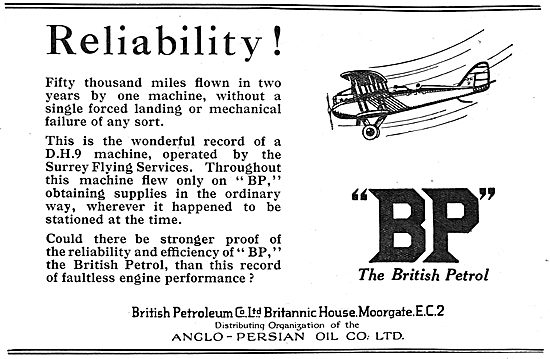 Reliability!
Fifty thousand miles flown in two
years by one machine, without a
single forced landing or mechanical
failure of any sort.
This is the wonderful record of a
D.H.9 machine, operated by the
Surrey Flying Services. Throughout
this machine flew only on "BP,"
obtaining supplies in the ordinary
way, wherever it happened to be
stationed at the time.
Could there be stronger proof of
the reliability and efficiency of "BP,"
the British Petrol, than this record
of faultless engine performance?
"BP"
The British Petrol
British Petroleum Co. Ltd Britannic House. Moorgate. E.C.2
Distributing Organization of the
ANGLO-PERSIAN OIL CO: LTD.